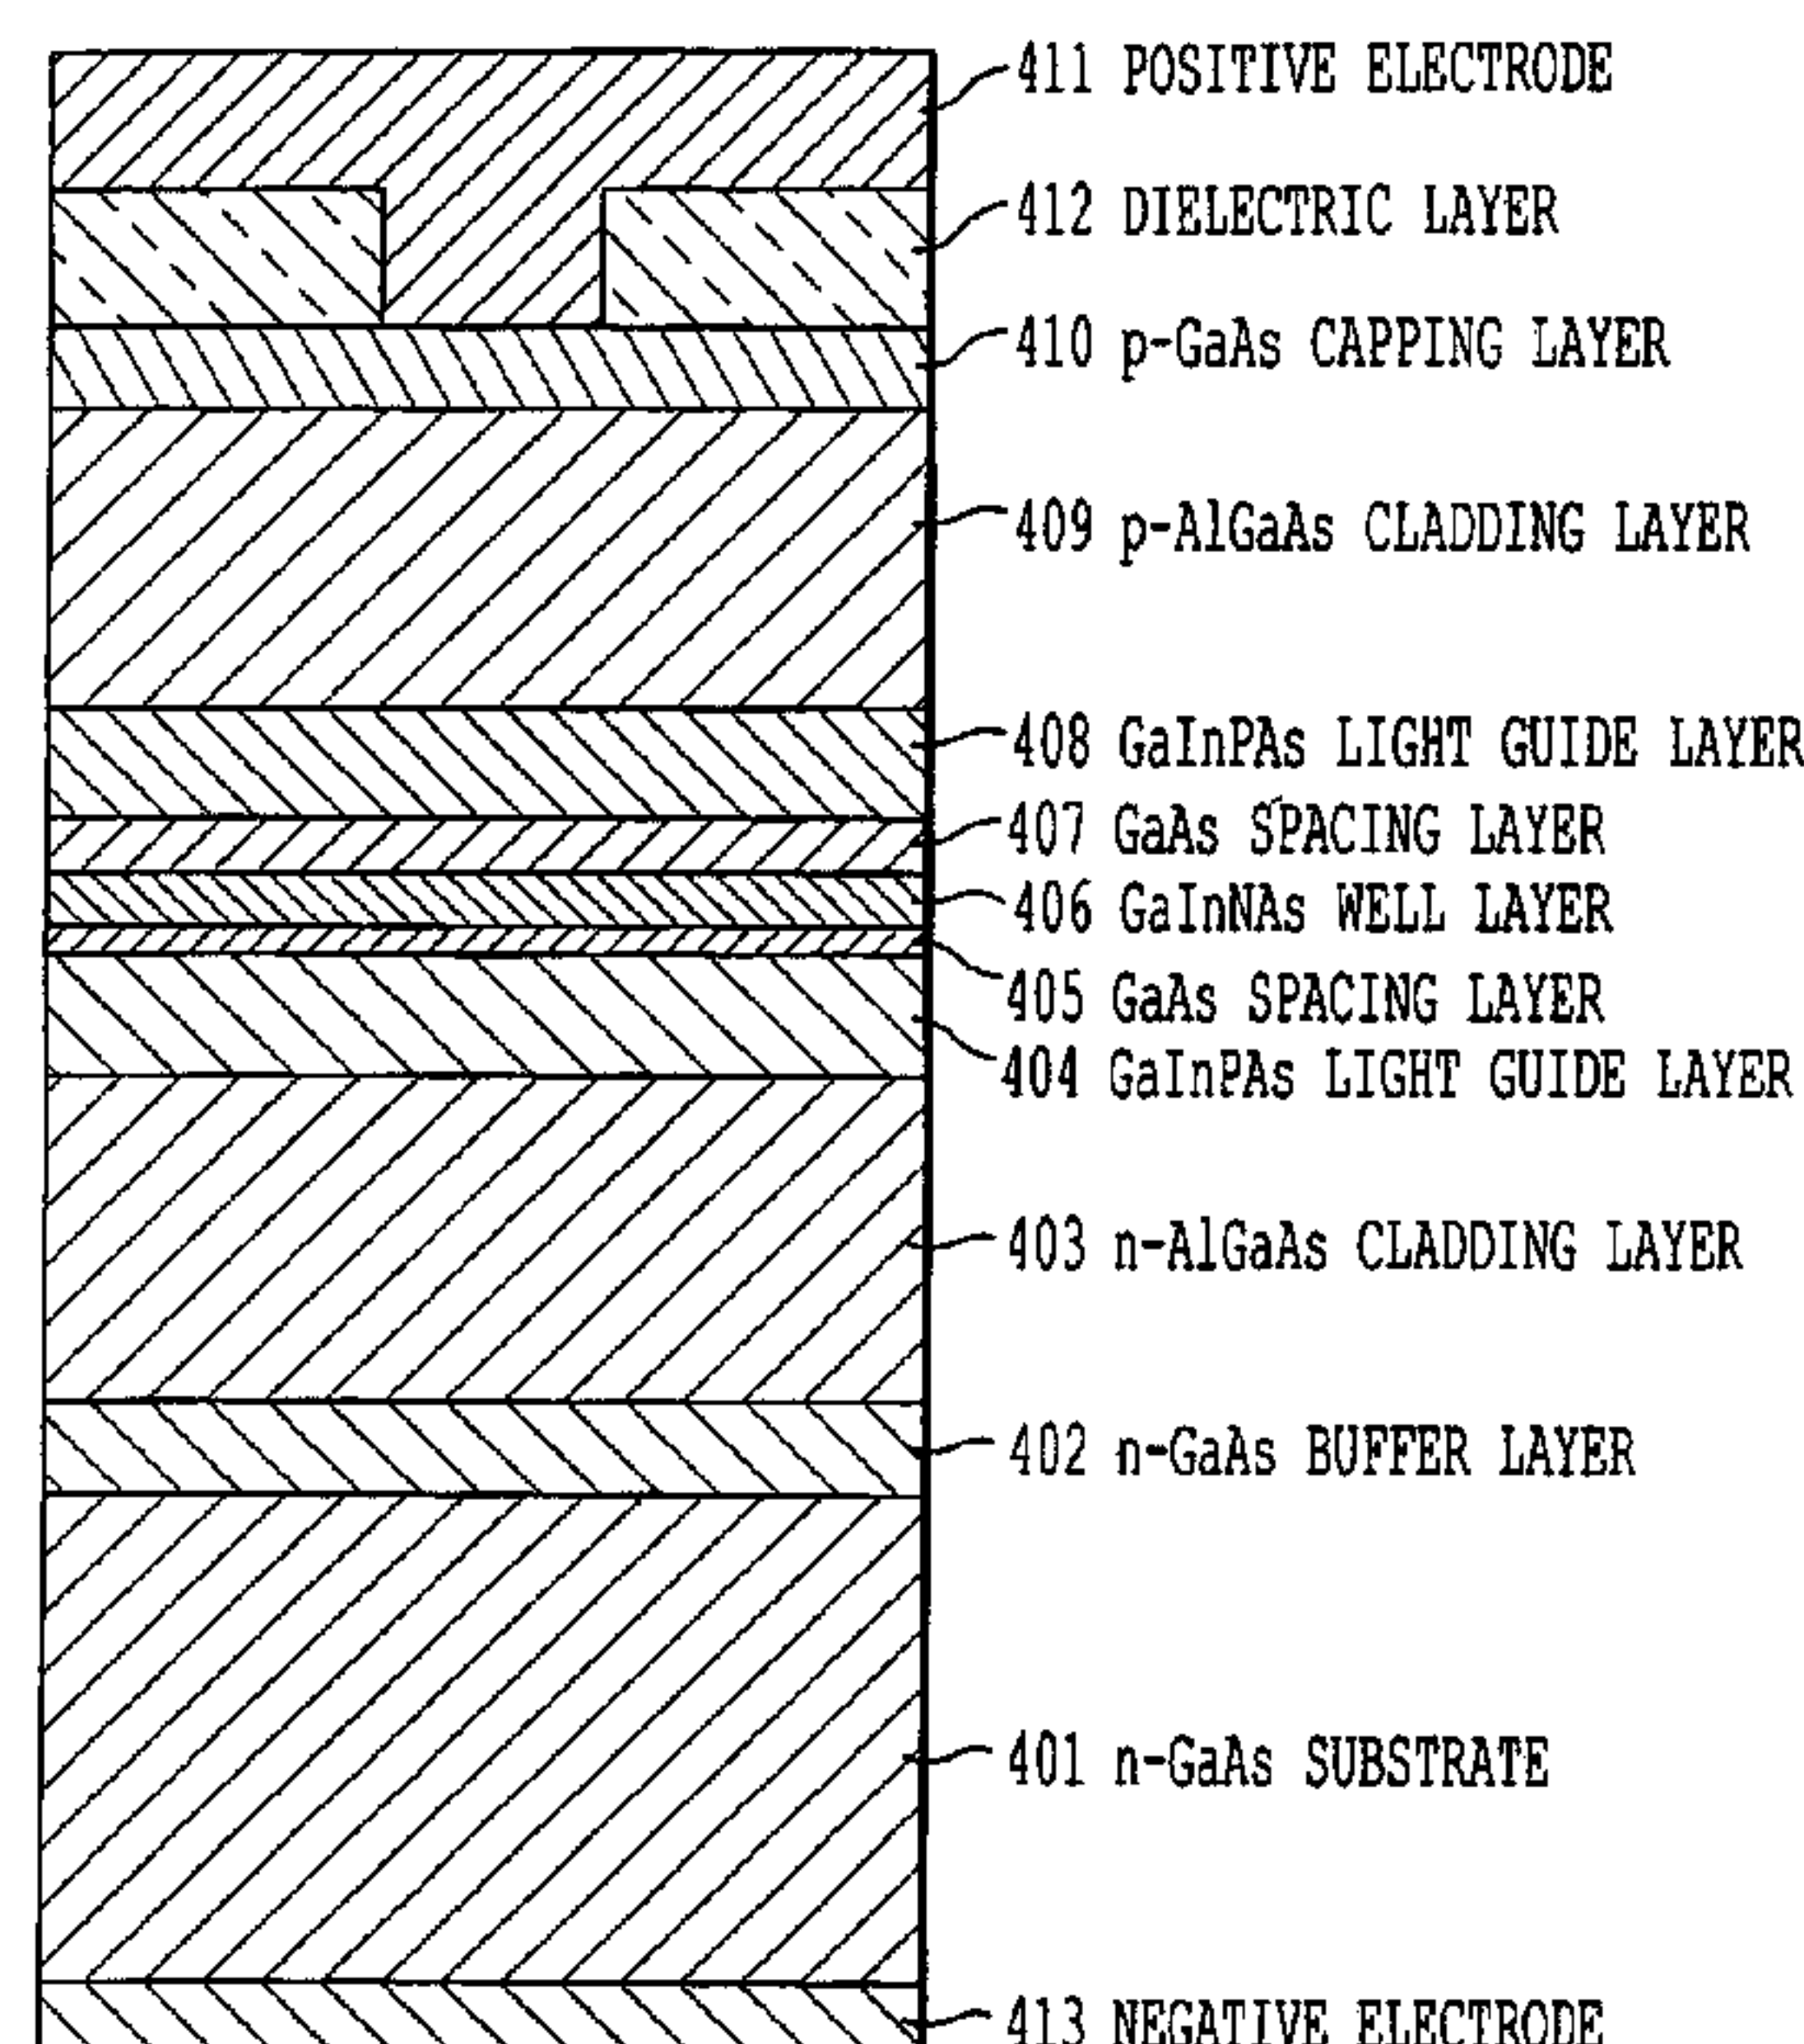 411 POSITIVE ELECTRODE
412 DIELECTRIC LAYER
410 p-GaAs CAPPING LAYER
409 p-AlGaAs CLADDING LAYER
408 GaInPAs LIGHT GUIDE LAYER
407 GaAs SPACING LAYER
406 GaInNAs WELL LAYER
405 GaAs SPACING LAYER
404 GaInPAs LIGHT GUIDE LAYER
403 n-AlGaAs CLADDING LAYER
402 n-GaAs BUFFER LAYER
401 n-GaAs SUBSTRATE
413 NEGATIVE ELECTRODE